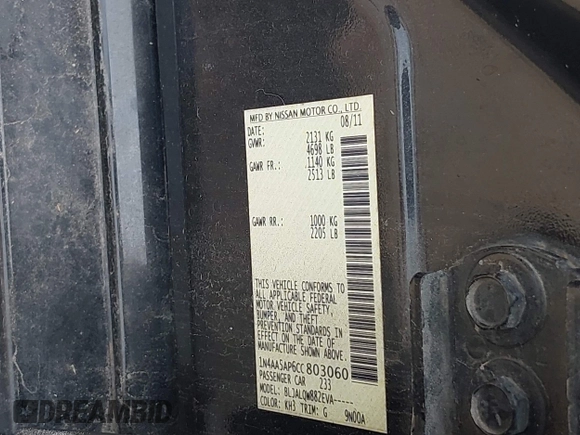 MFD BY NISSAN MOTOR CO., LTD.
DATE: 08/11
GVWR: 2131 KG
4698 LB
GAWR FR.: 1140 KG
2513 LB
GAWR RR.: 1000 KG
2205 LB
THIS VEHICLE CONFORMS TO
ALL APPLICABLE FEDERAL
MOTOR VEHICLE SAFETY,
BUMPER, AND THEFT
PREVENTION STANDARDS IN
EFFECT ON THE DATE OF
MANUFACTURE SHOWN ABOVE.
1N4AA5AP6CC803060
PASSENGER CAR 233
MODEL: BLJALQWB82EVA-----
COLOR: KH3 TRIM: G 9N00A
DREAMBID